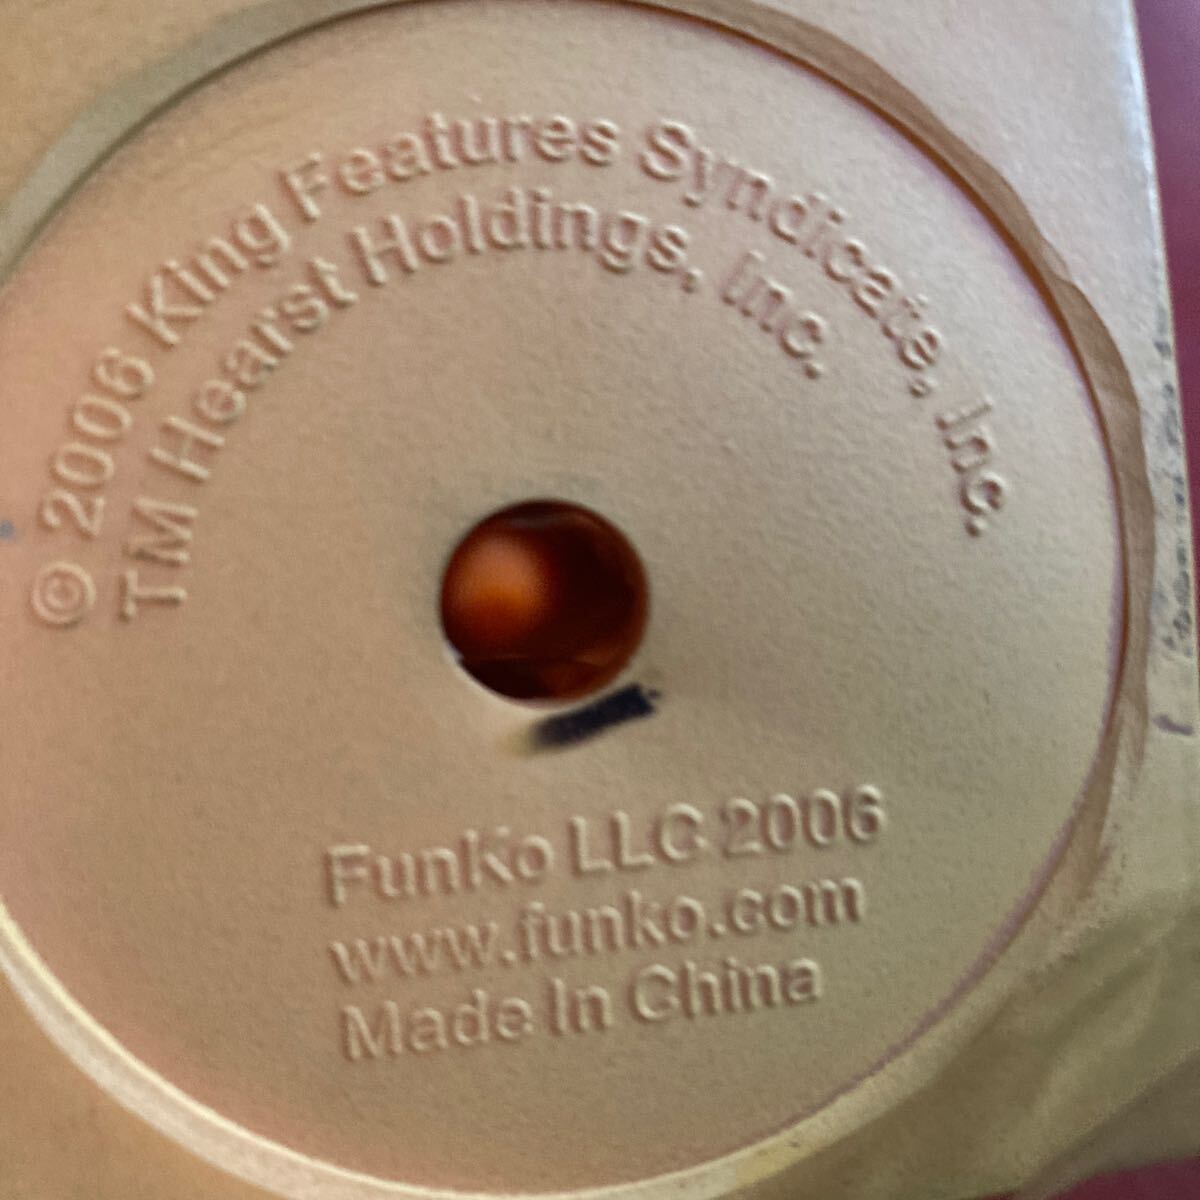 © 2006 King Features Syndicate, Inc.
TM Hearst Holdings, Inc.
Funko LLC 2006
www.funko.com
Made In China